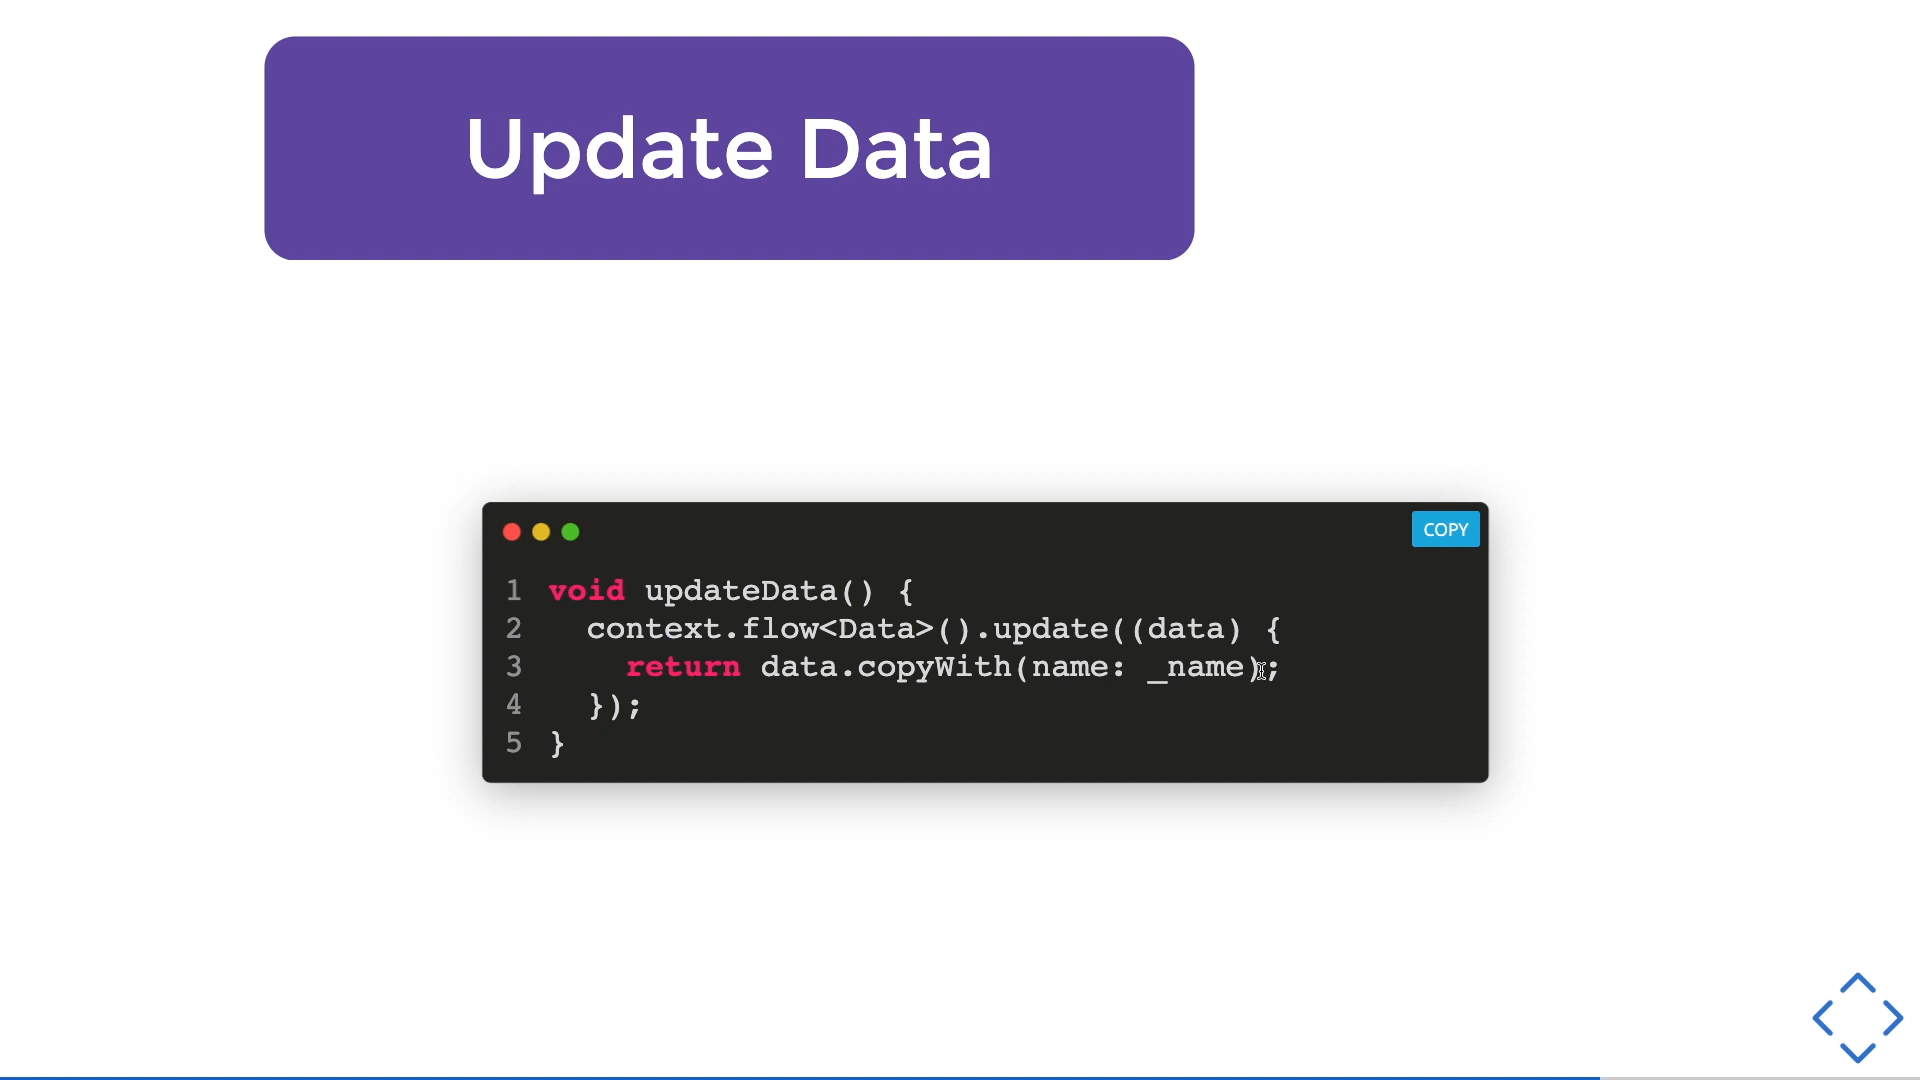 Update Data
COPY
1 void updateData() {
2   context.flow<Data>().update((data) {
3     return data.copyWith(name: _name);
4   });
5 }